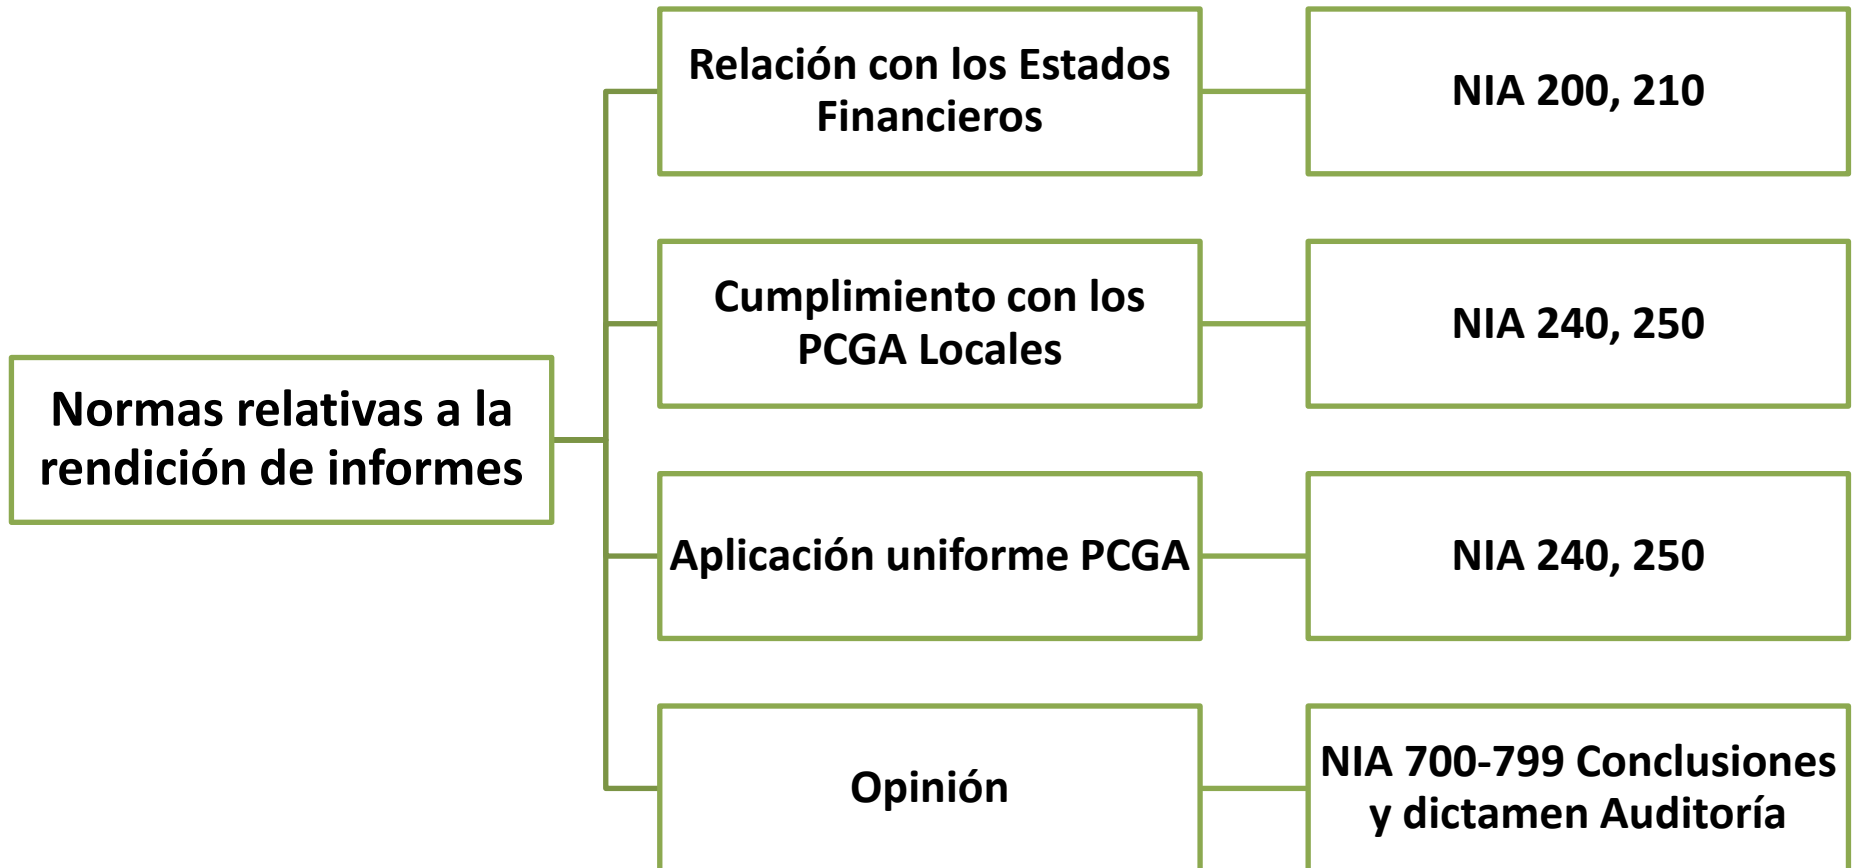 Normas relativas a la
rendición de informes
Relación con los Estados
Financieros
NIA 200, 210
Cumplimiento con los
PCGA Locales
NIA 240, 250
Aplicación uniforme PCGA
NIA 240, 250
Opinión
NIA 700-799 Conclusiones
y dictamen Auditoría